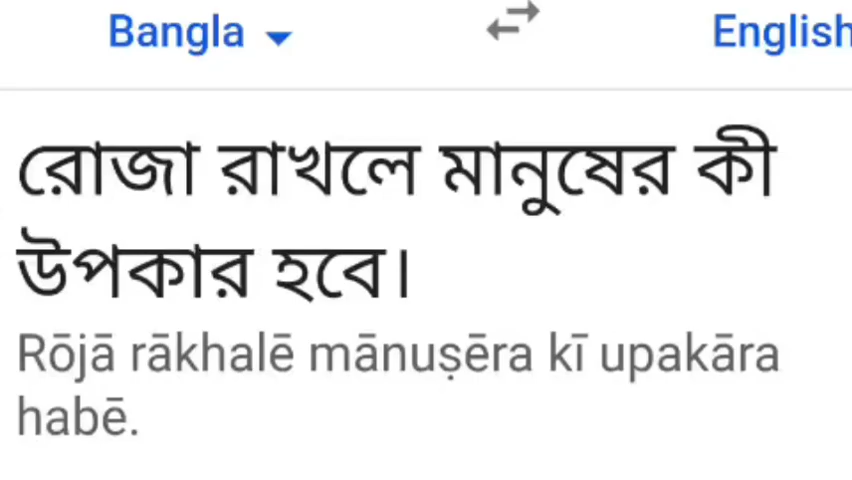 Bangla English
রোজা রাখলে মানুষের কী
উপকার হবে।
Rōjā rākhalē mānuṣēra kī upakāra
habē.